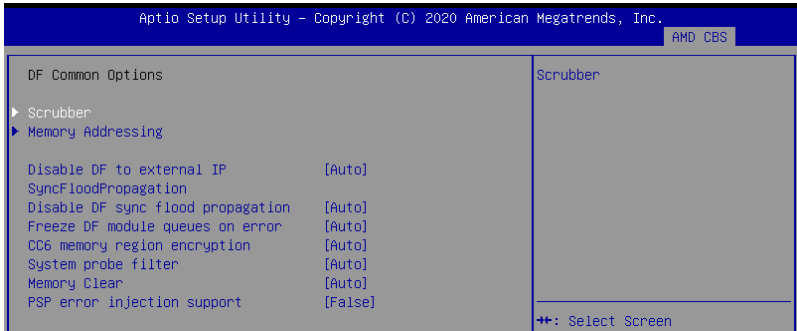 Aptio Setup Utility – Copyright (C) 2020 American Megatrends, Inc.
AMD CBS
DF Common Options
Scrubber
Memory Addressing
Disable DF to external IP [Auto]
SyncFloodPropagation
Disable DF sync flood propagation [Auto]
Freeze DF module queues on error [Auto]
CC6 memory region encryption [Auto]
System probe filter [Auto]
Memory Clear [Auto]
PSP error injection support [False]
Scrubber
→←: Select Screen